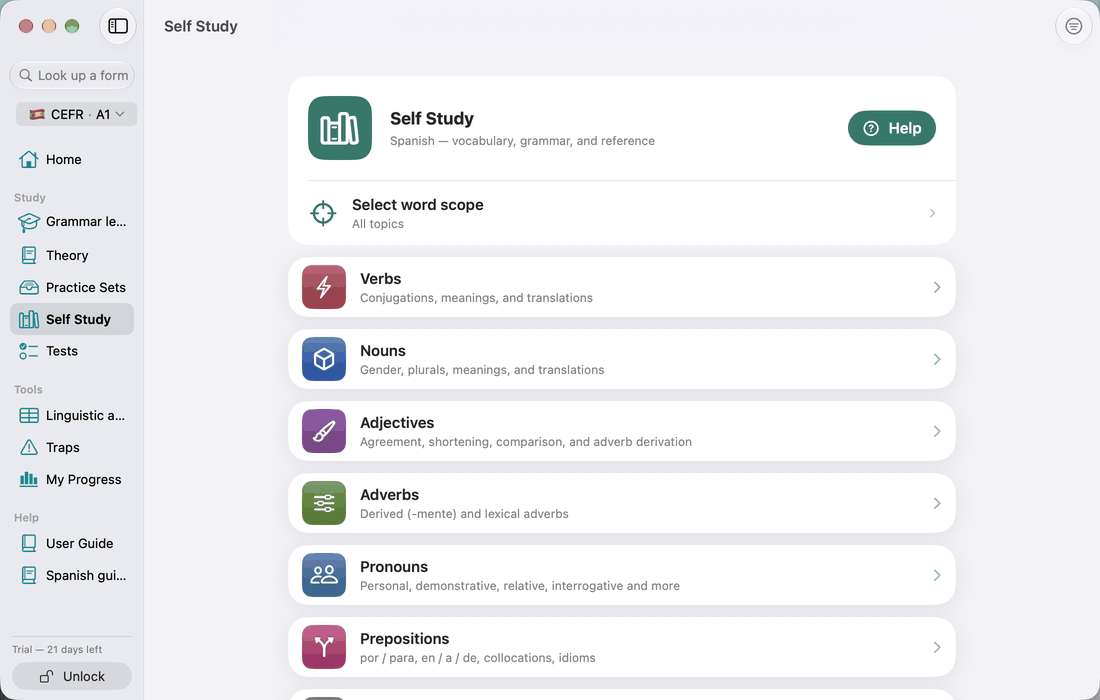 Self Study
Look up a form
CEFR · A1
Home
Study
Grammar le...
Theory
Practice Sets
Self Study
Tests
Tools
Linguistic a...
Traps
My Progress
Help
User Guide
Spanish gui...
Trial — 21 days left
Unlock
Self Study
Spanish — vocabulary, grammar, and reference
Help
Select word scope
All topics
Verbs
Conjugations, meanings, and translations
Nouns
Gender, plurals, meanings, and translations
Adjectives
Agreement, shortening, comparison, and adverb derivation
Adverbs
Derived (-mente) and lexical adverbs
Pronouns
Personal, demonstrative, relative, interrogative and more
Prepositions
por / para, en / a / de, collocations, idioms